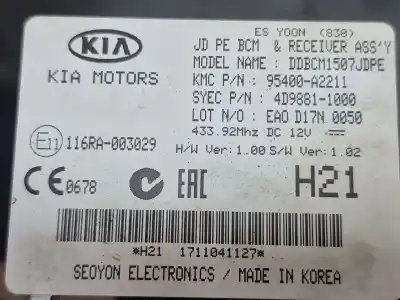 ES YOON (838)
KIA
KIA MOTORS
JD PE BCM & RECEIVER ASS'Y
MODEL NAME : DDBCM1507JDPE
KMC P/N : 95400-A2211
SYEC P/N : 4D9881-1000
LOT N/O : EAO D17N 0050
433.92Mhz DC 12V
H/W Ver:1.00 S/W Ver:1.02
E11 116RA-003029
CE 0678 N EAC H21
*H21 1711041127*
SEOYON ELECTRONICS / MADE IN KOREA